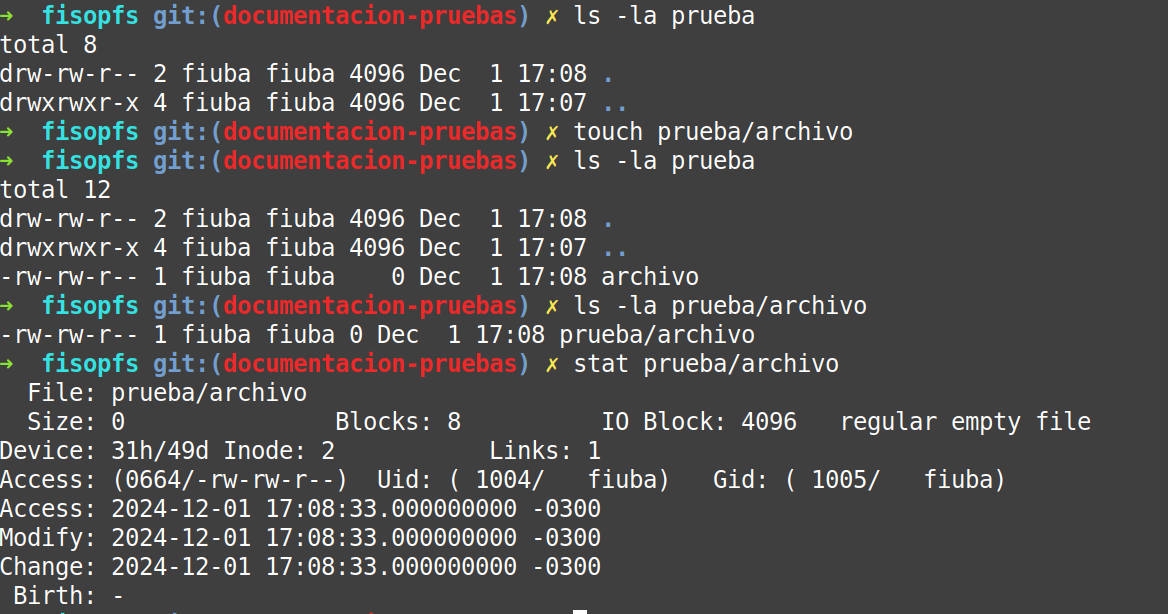 →  fisopfs git:(documentacion-pruebas) ✗ ls -la prueba
total 8
drw-rw-r-- 2 fiuba fiuba 4096 Dec  1 17:08 .
drwxrwxr-x 4 fiuba fiuba 4096 Dec  1 17:07 ..
→  fisopfs git:(documentacion-pruebas) ✗ touch prueba/archivo
→  fisopfs git:(documentacion-pruebas) ✗ ls -la prueba
total 12
drw-rw-r-- 2 fiuba fiuba 4096 Dec  1 17:08 .
drwxrwxr-x 4 fiuba fiuba 4096 Dec  1 17:07 ..
-rw-rw-r-- 1 fiuba fiuba    0 Dec  1 17:08 archivo
→  fisopfs git:(documentacion-pruebas) ✗ ls -la prueba/archivo
-rw-rw-r-- 1 fiuba fiuba 0 Dec  1 17:08 prueba/archivo
→  fisopfs git:(documentacion-pruebas) ✗ stat prueba/archivo
  File: prueba/archivo
  Size: 0               Blocks: 8          IO Block: 4096   regular empty file
Device: 31h/49d Inode: 2           Links: 1
Access: (0664/-rw-rw-r--)  Uid: ( 1004/   fiuba)   Gid: ( 1005/   fiuba)
Access: 2024-12-01 17:08:33.000000000 -0300
Modify: 2024-12-01 17:08:33.000000000 -0300
Change: 2024-12-01 17:08:33.000000000 -0300
 Birth: -